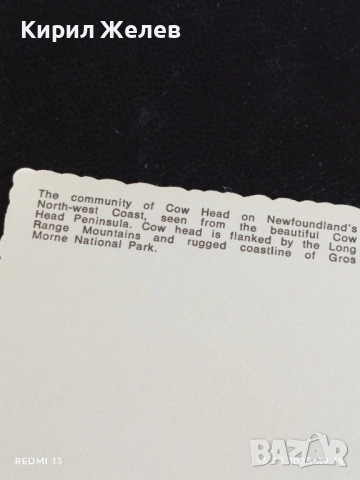 Кирил Желев
The community of Cow Head on Newfoundland's
North-west Coast, seen from the beautiful Cow
Head Peninsula. Cow head is flanked by the Long
Range Mountains and rugged coastline of Gros
Morne National Park.
REDMI 13
bazar